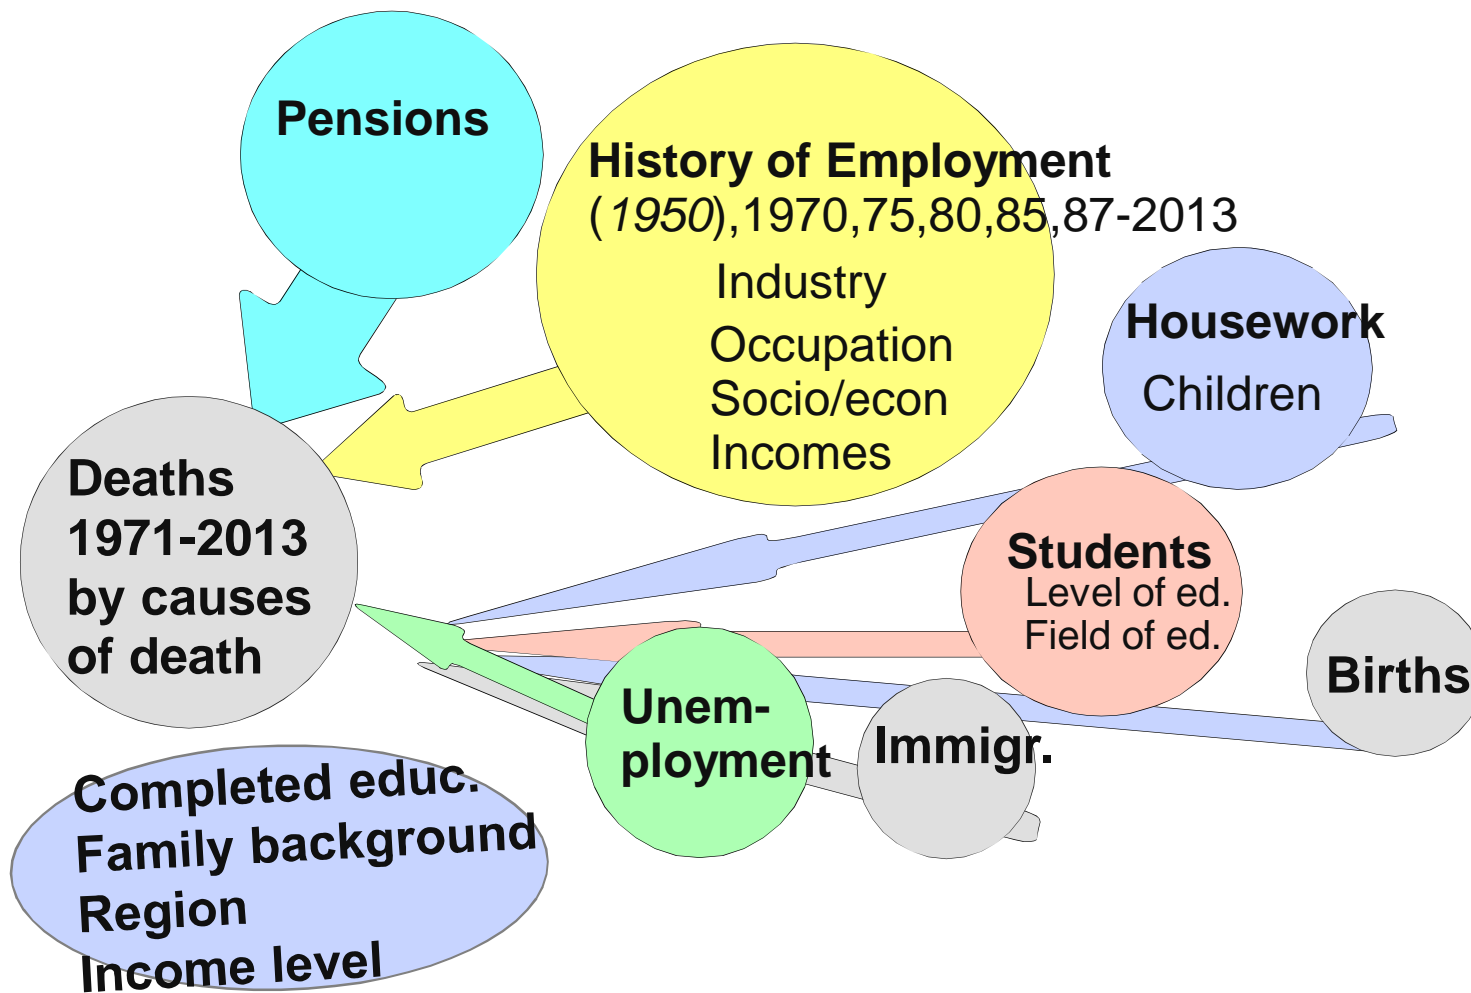 Pensions
History of Employment
(1950),1970,75,80,85,87-2013
Industry
Occupation
Socio/econ
Incomes
Housework
Children
Deaths
1971-2013
by causes
of death
Students
Level of ed.
Field of ed.
Births
Unem-
ployment
Immigr.
Completed educ.
Family background
Region
Income level